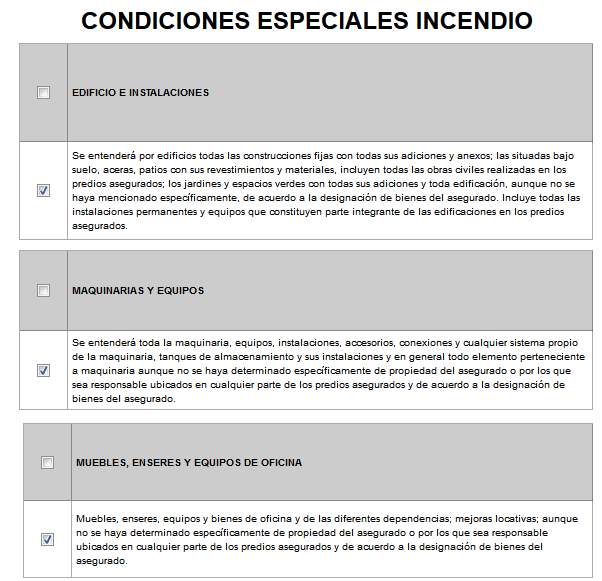 CONDICIONES ESPECIALES INCENDIO
EDIFICIO E INSTALACIONES
Se entenderá por edificios todas las construcciones fijas con todas sus adiciones y anexos; las situadas bajo
suelo, aceras, patios con sus revestimientos y materiales, incluyen todas las obras civiles realizadas en los
predios asegurados; los jardines y espacios verdes con todas sus adiciones y toda edificación, aunque no se
haya mencionado específicamente, de acuerdo a la designación de bienes del asegurado. Incluye todas las
instalaciones permanentes y equipos que constituyen parte integrante de las edificaciones en los predios
asegurados.
MAQUINARIAS Y EQUIPOS
Se entenderá toda la maquinaria, equipos, instalaciones, accesorios, conexiones y cualquier sistema propio
de la maquinaria, tanques de almacenamiento y sus instalaciones y en general todo elemento perteneciente
a maquinaria aunque no se haya determinado específicamente de propiedad del asegurado o por los que
sea responsable ubicados en cualquier parte de los predios asegurados y de acuerdo a la designación de
bienes del asegurado.
MUEBLES, ENSERES Y EQUIPOS DE OFICINA
Muebles, enseres, equipos y bienes de oficina y de las diferentes dependencias; mejoras locativas; aunque
no se haya determinado específicamente de propiedad del asegurado o por los que sea responsable
ubicados en cualquier parte de los predios asegurados y de acuerdo a la designación de bienes del
asegurado.